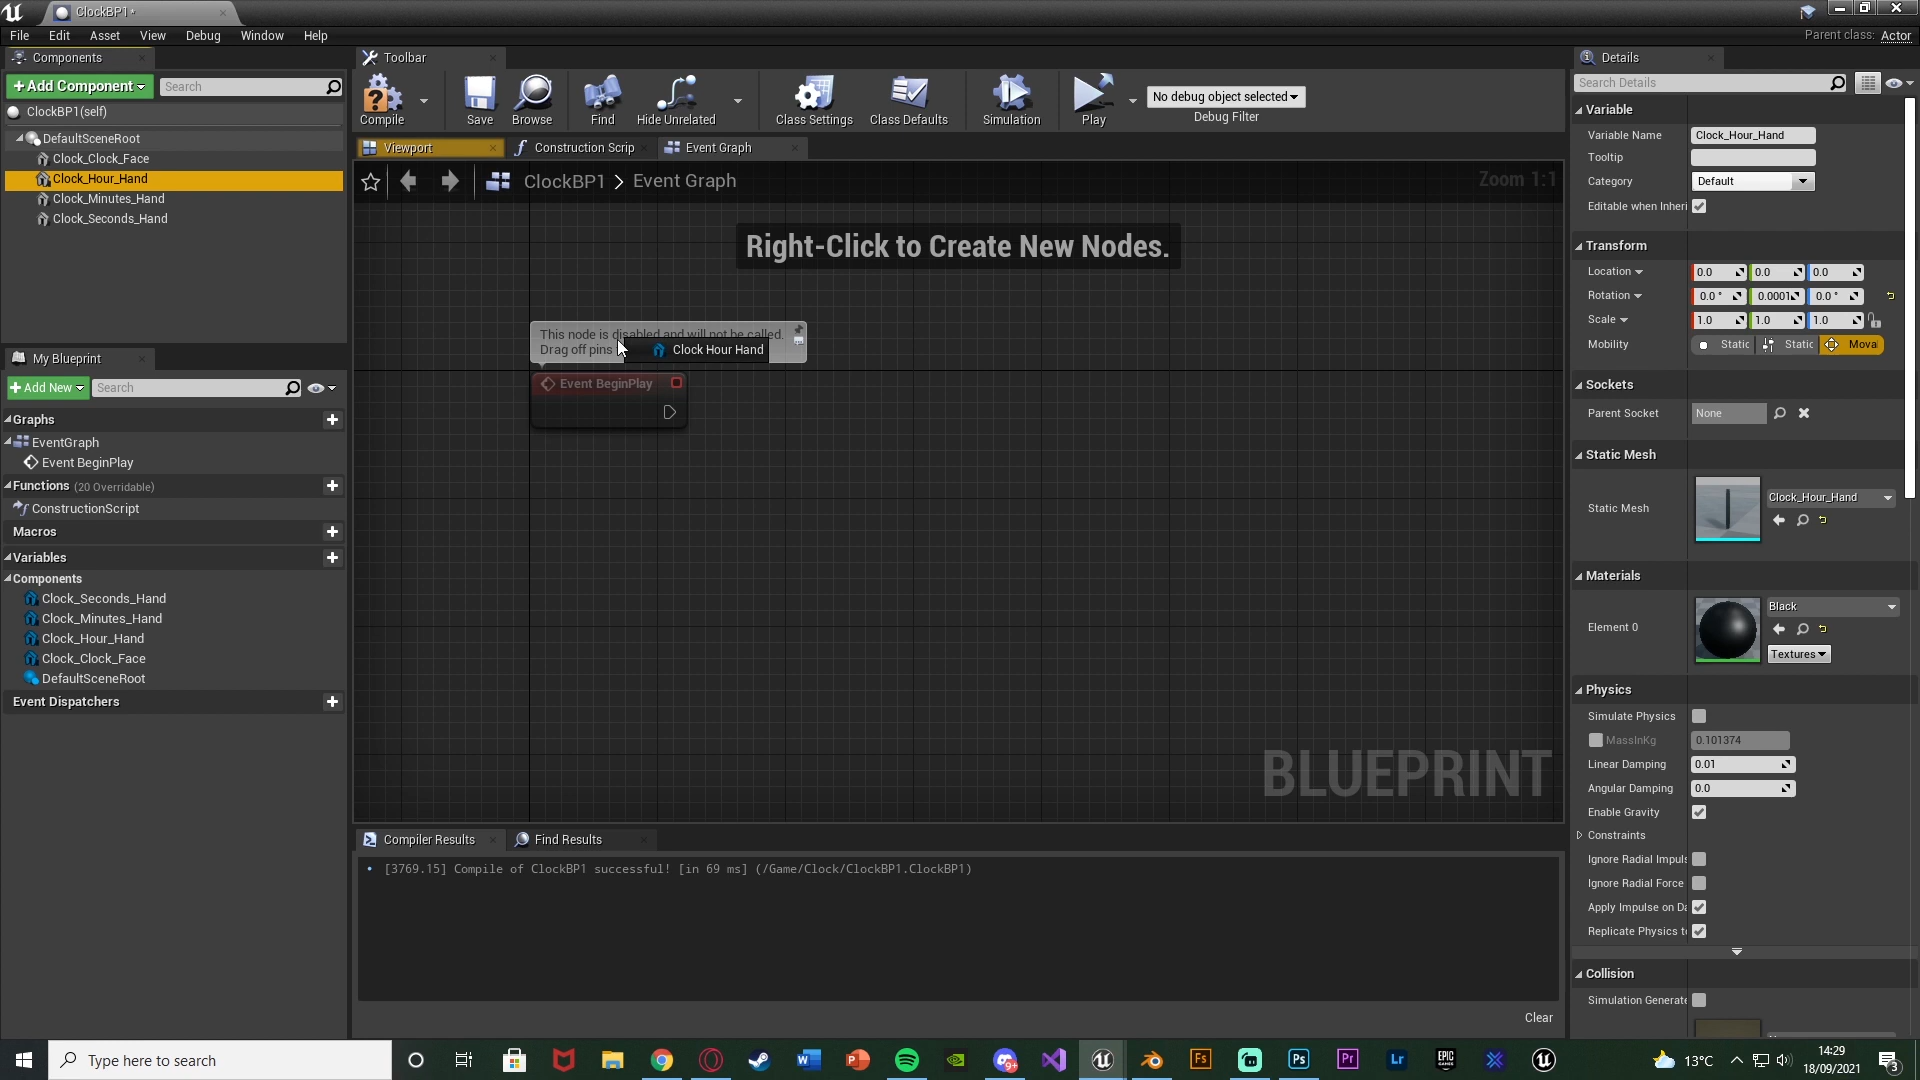 ClockBP1*
File Edit Asset View Debug Window Help
Parent class: Actor
Components
+Add Component
Search
ClockBP1(self)
DefaultSceneRoot
Clock_Clock_Face
Clock_Hour_Hand
Clock_Minutes_Hand
Clock_Seconds_Hand
My Blueprint
+Add New
Search
Graphs
EventGraph
Event BeginPlay
Functions (20 Overridable)
ConstructionScript
Macros
Variables
Components
Clock_Seconds_Hand
Clock_Minutes_Hand
Clock_Hour_Hand
Clock_Clock_Face
DefaultSceneRoot
Event Dispatchers
Toolbar
Compile
Save
Browse
Find
Hide Unrelated
Class Settings
Class Defaults
Simulation
Play
No debug object selected
Debug Filter
Viewport
Construction Scrip
Event Graph
ClockBP1 > Event Graph
Zoom 1:1
Right-Click to Create New Nodes.
This node is disabled and will not be called.
Drag off pins
Clock Hour Hand
Event BeginPlay
BLUEPRINT
Compiler Results
Find Results
[3769.15] Compile of ClockBP1 successful! [in 69 ms] (/Game/Clock/ClockBP1.ClockBP1)
Clear
Details
Search Details
Variable
Variable Name Clock_Hour_Hand
Tooltip
Category Default
Editable when Inheri
Transform
Location 0.0 0.0 0.0
Rotation 0.0 ° 0.0001 0.0 °
Scale 1.0 1.0 1.0
Mobility Static Static Moval
Sockets
Parent Socket None
Static Mesh
Static Mesh Clock_Hour_Hand
Materials
Element 0 Black
Textures
Physics
Simulate Physics
MassInKg 0.101374
Linear Damping 0.01
Angular Damping 0.0
Enable Gravity
Constraints
Ignore Radial Impuls
Ignore Radial Force
Apply Impulse on Da
Replicate Physics to
Collision
Simulation Generate
Type here to search
9+
Fs
Ps
Pr
Lr
EPIC GAMES
13°C
14:29
18/09/2021
3